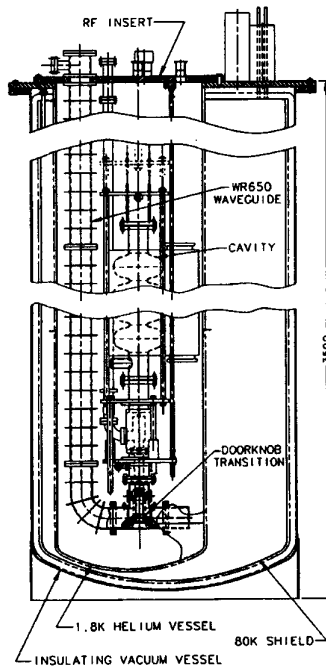 RF INSERT
WR650
WAVEGUIDE
CAVITY
DOORKNOB
TRANSITION
1.8K HELIUM VESSEL
80K SHIELD
INSULATING VACUUM VESSEL